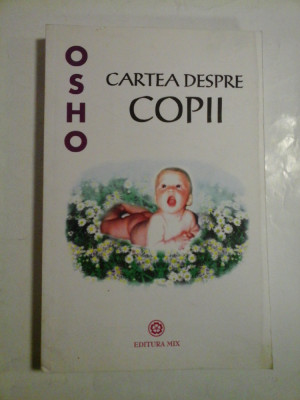 OSHO
CARTEA DESPRE
COPII
EDITURA MIX